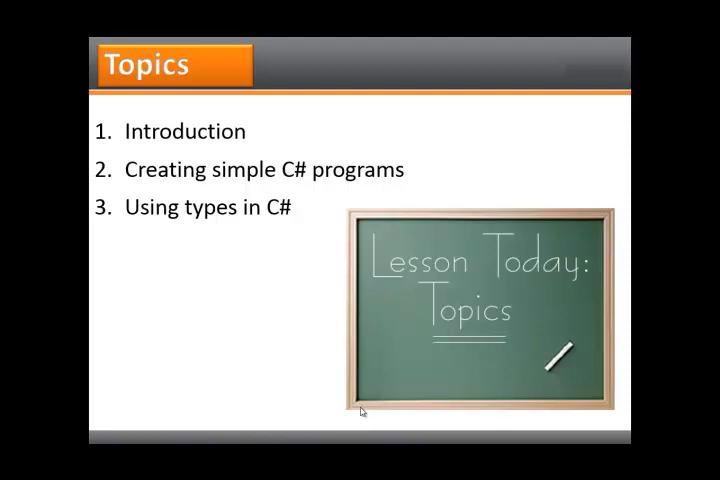 Topics
1. Introduction
2. Creating simple C# programs
3. Using types in C#
Lesson Today:
Topics